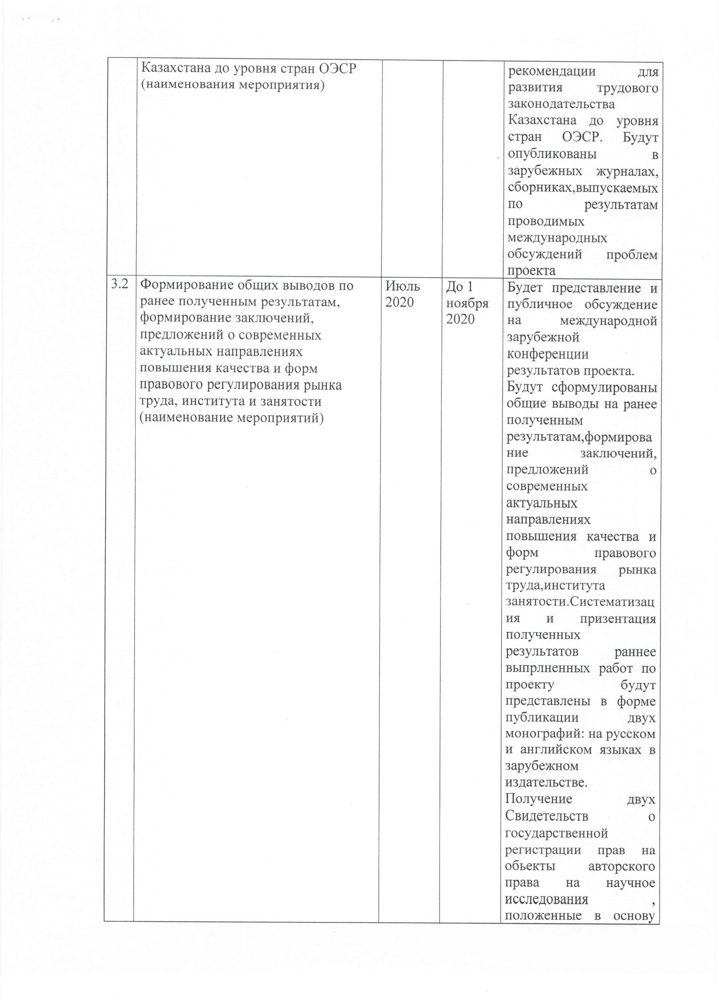 Казахстана до уровня стран ОЭСР
(наименования мероприятия)
рекомендации для
развития трудового
законодательства
Казахстана до уровня
стран ОЭСР. Будут
опубликованы в
зарубежных журналах,
сборниках,выпускаемых
по результатам
проводимых
международных
обсуждений проблем
проекта
3.2
Формирование общих выводов по
ранее полученным результатам,
формирование заключений,
предложений о современных
актуальных направлениях
повышения качества и форм
правового регулирования рынка
труда, института и занятости
(наименование мероприятий)
Июль
2020
До 1
ноября
2020
Будет представление и
публичное обсуждение
на международной
зарубежной
конференции
результатов проекта.
Будут сформулированы
общие выводы на ранее
полученным
результатам,формирова
ние заключений,
предложений о
современных
актуальных
направлениях
повышения качества и
форм правового
регулирования рынка
труда,института
занятости.Систематизац
ия и призентация
полученных
результатов раннее
выпрлненных работ по
проекту будут
представлены в форме
публикации двух
монографий: на русском
и английском языках в
зарубежном
издательстве.
Получение двух
Свидетельств о
государственной
регистрации прав на
обьекты авторского
права на научное
исследования ,
положенные в основу